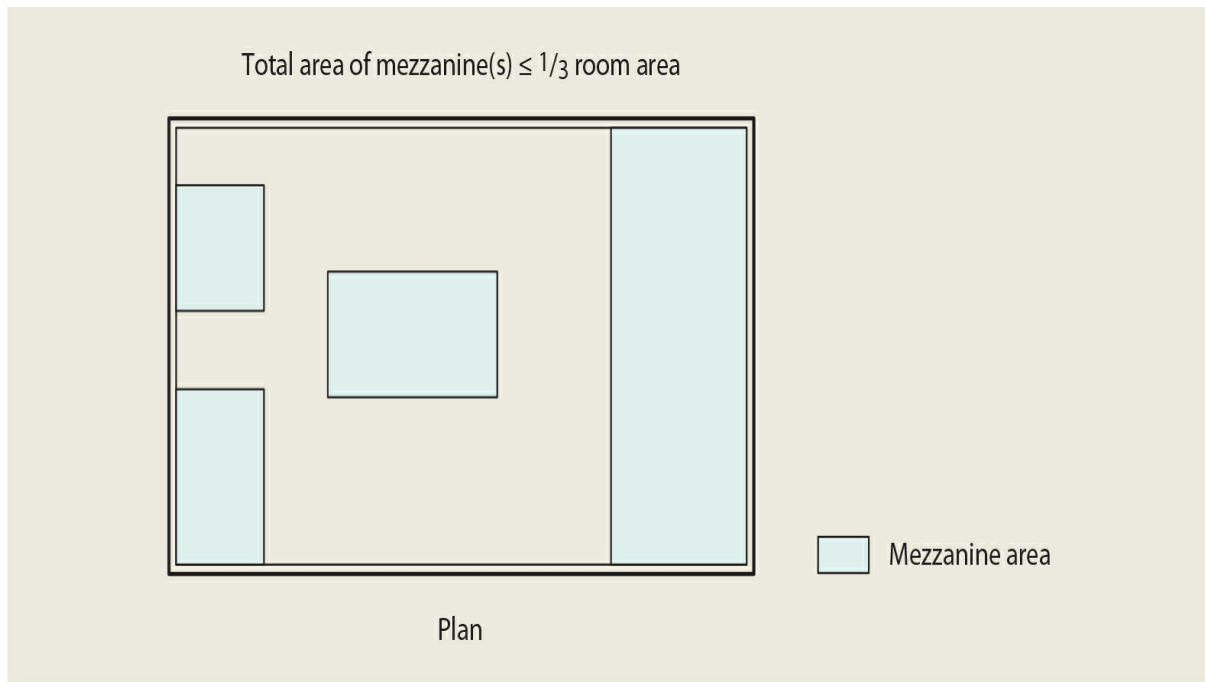 Total area of mezzanine(s) ≤ 1/3 room area
Mezzanine area
Plan